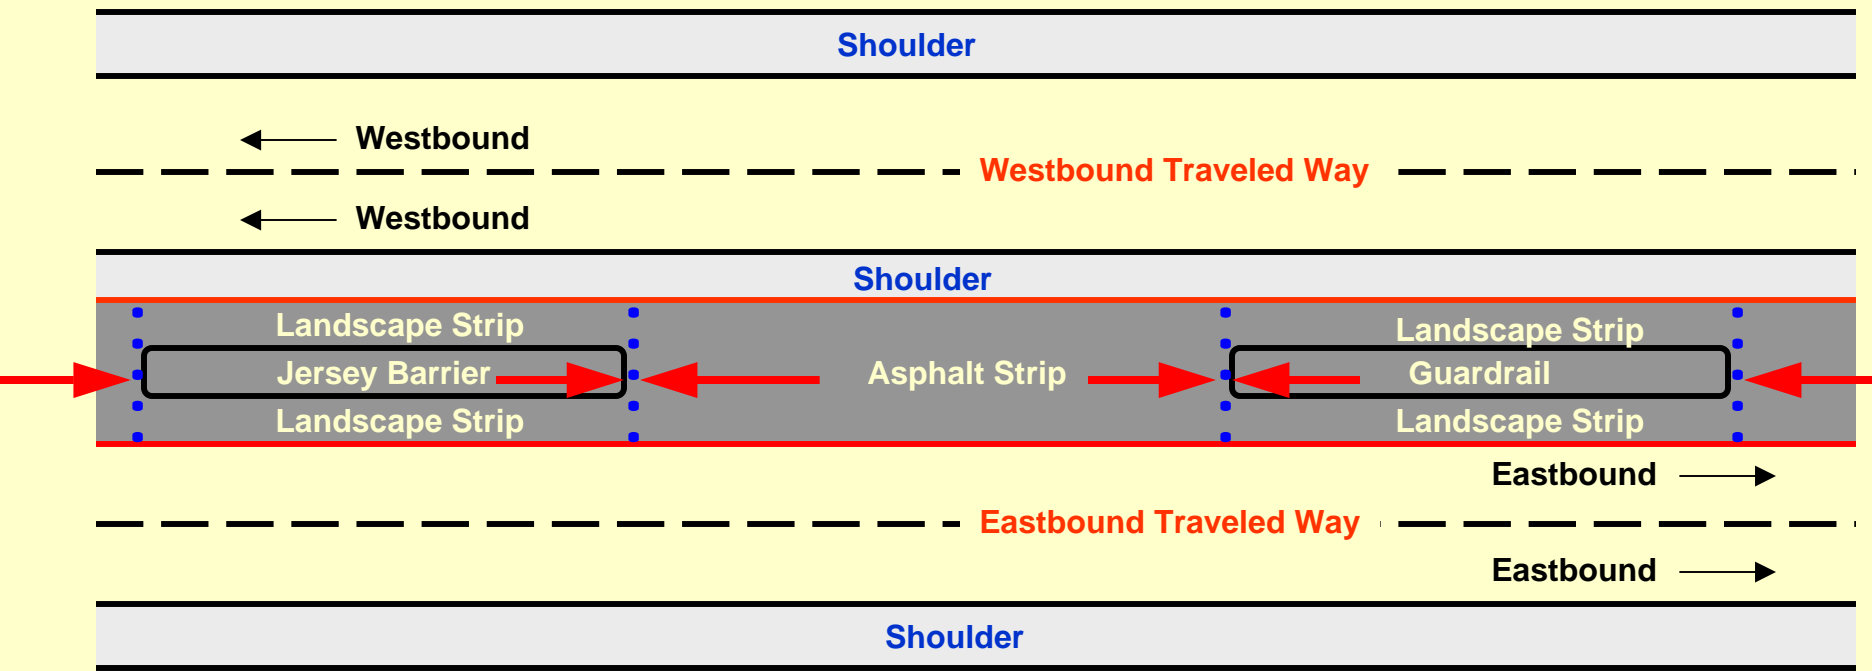 Shoulder
Westbound
Westbound Traveled Way
Westbound
Shoulder
Landscape Strip
Landscape Strip
Jersey Barrier
Asphalt Strip
Guardrail
Landscape Strip
Landscape Strip
Eastbound
Eastbound Traveled Way
Eastbound
Shoulder